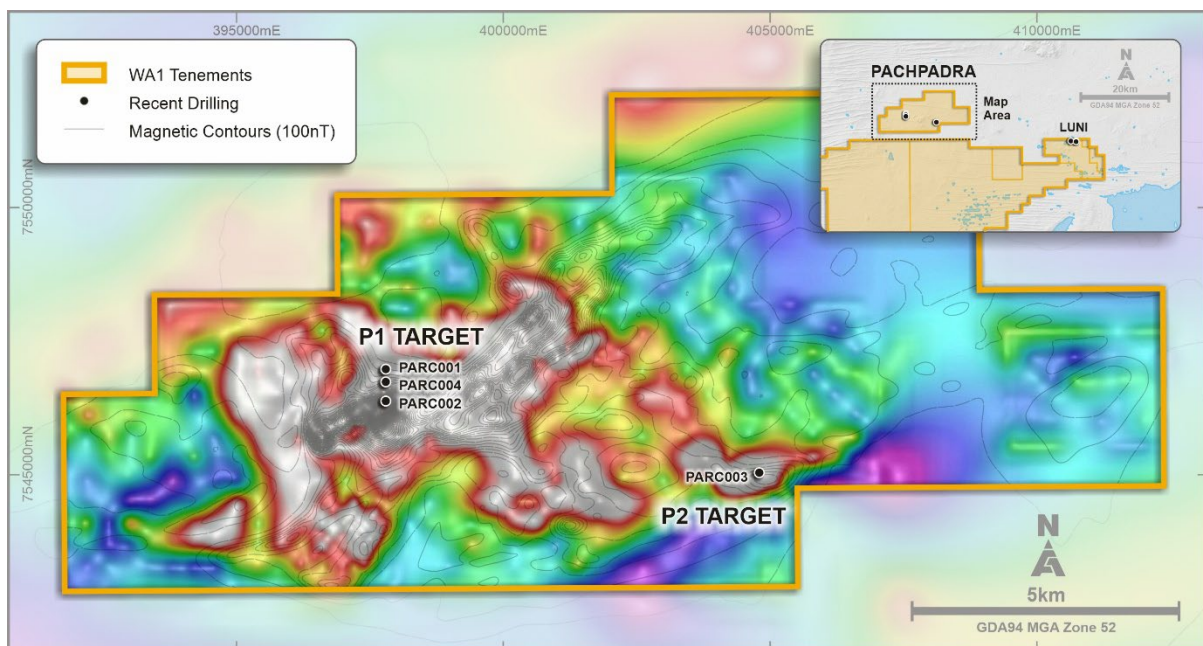 395000mE
400000mE
405000mE
410000mE
WA1 Tenements
Recent Drilling
Magnetic Contours (100nT)
N
20km
GDA94 MGA Zone 52
PACHPADRA
Map
Area
LUNI
7550000mN
7545000mN
P1 TARGET
PARC001
PARC004
PARC002
PARC003
P2 TARGET
N
5km
GDA94 MGA Zone 52